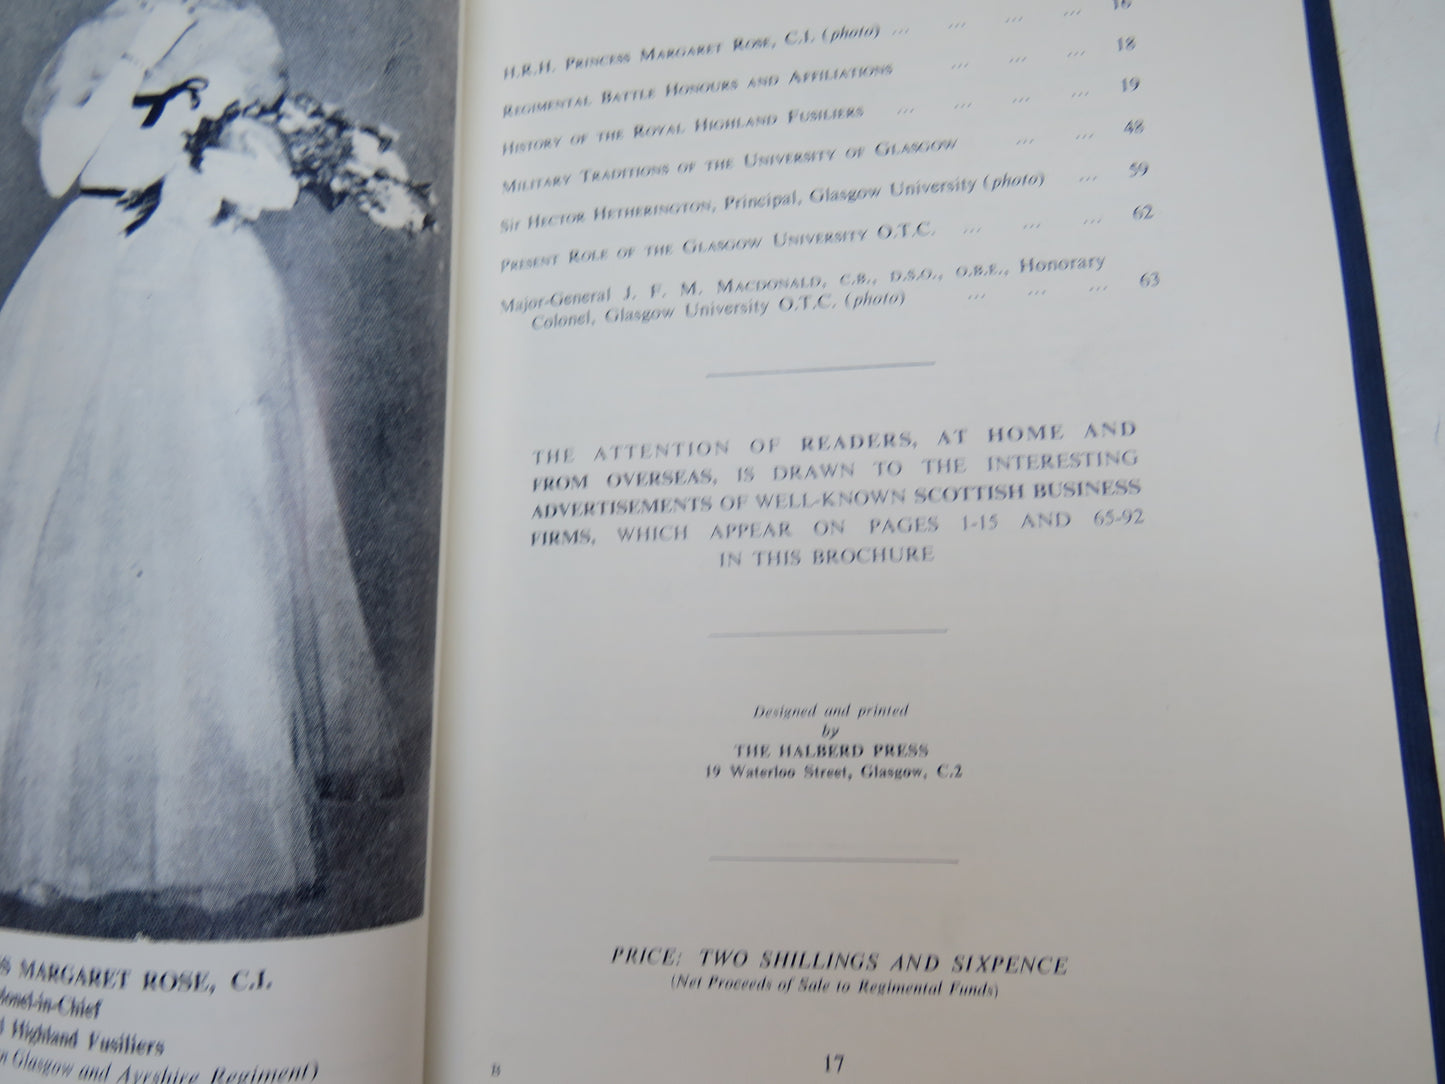 S MARGARET ROSE, C.I.
lonel-in-Chief
Highland Fusiliers
n Glasgow and Ayrshire Regiment)
H.R.H. PRINCESS MARGARET ROSE, C.I. (photo) ... ... ... ... 16
REGIMENTAL BATTLE HONOURS AND AFFILIATIONS ... ... ... 18
HISTORY OF THE ROYAL HIGHLAND FUSILIERS ... ... ... ... 19
MILITARY TRADITIONS OF THE UNIVERSITY OF GLASGOW ... ... 48
Sir HECTOR HETHERINGTON, Principal, Glasgow University (photo) ... 59
PRESENT ROLE OF THE GLASGOW UNIVERSITY O.T.C. ... ... ... 62
Major-General J. F. M. MACDONALD, C.B., D.S.O., O.B.E., Honorary
Colonel, Glasgow University O.T.C. (photo) ... ... ... 63
THE ATTENTION OF READERS, AT HOME AND
FROM OVERSEAS, IS DRAWN TO THE INTERESTING
ADVERTISEMENTS OF WELL-KNOWN SCOTTISH BUSINESS
FIRMS, WHICH APPEAR ON PAGES 1-15 AND 65-92
IN THIS BROCHURE
Designed and printed
by
THE HALBERD PRESS
19 Waterloo Street, Glasgow, C.2
PRICE: TWO SHILLINGS AND SIXPENCE
(Net Proceeds of Sale to Regimental Funds)
B 17